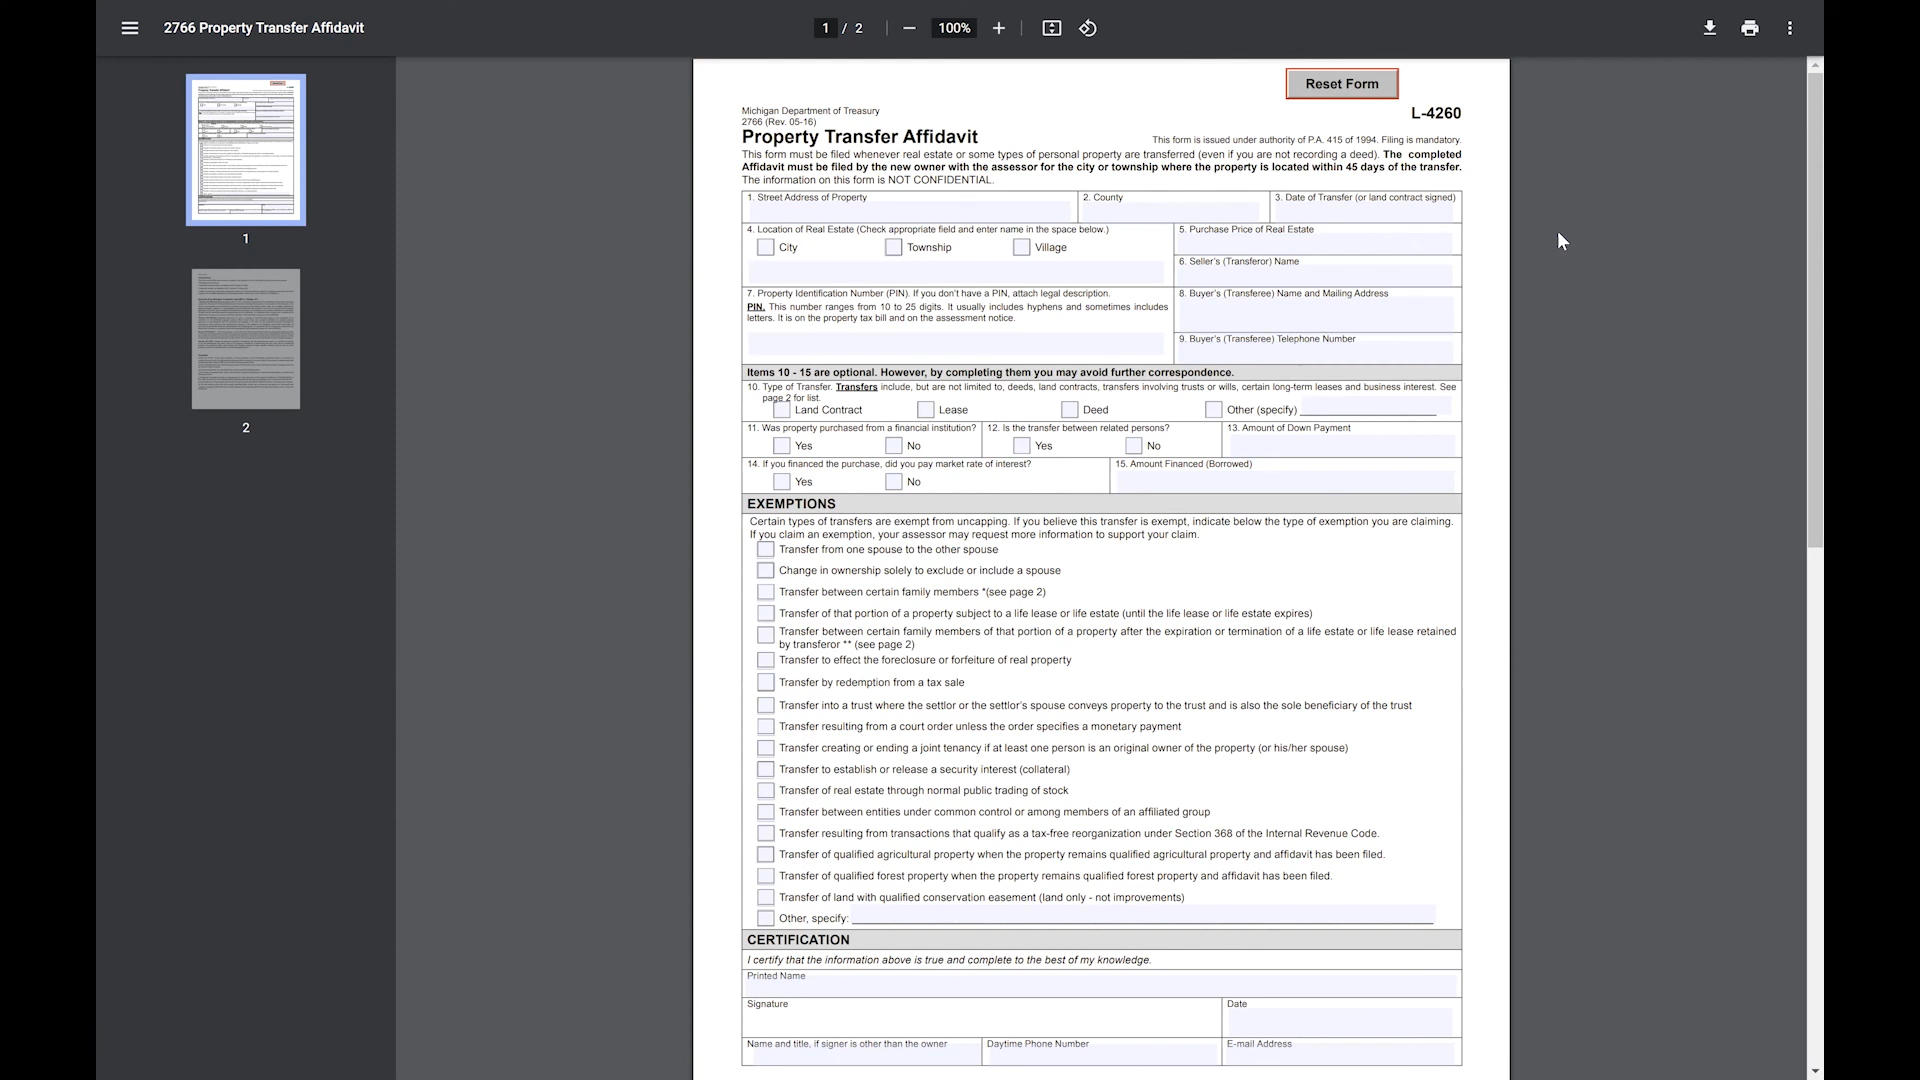 2766 Property Transfer Affidavit
1 / 2
100%
1
2
Reset Form
Michigan Department of Treasury
2766 (Rev. 05-16)
L-4260
Property Transfer Affidavit
This form is issued under authority of P.A. 415 of 1994. Filing is mandatory.
This form must be filed whenever real estate or some types of personal property are transferred (even if you are not recording a deed). The completed
Affidavit must be filed by the new owner with the assessor for the city or township where the property is located within 45 days of the transfer.
The information on this form is NOT CONFIDENTIAL.
1. Street Address of Property
2. County
3. Date of Transfer (or land contract signed)
4. Location of Real Estate (Check appropriate field and enter name in the space below.)
City
Township
Village
5. Purchase Price of Real Estate
6. Seller's (Transferor) Name
7. Property Identification Number (PIN). If you don't have a PIN, attach legal description.
PIN. This number ranges from 10 to 25 digits. It usually includes hyphens and sometimes includes
letters. It is on the property tax bill and on the assessment notice.
8. Buyer's (Transferee) Name and Mailing Address
9. Buyer's (Transferee) Telephone Number
Items 10 - 15 are optional. However, by completing them you may avoid further correspondence.
10. Type of Transfer. Transfers include, but are not limited to, deeds, land contracts, transfers involving trusts or wills, certain long-term leases and business interest. See
page 2 for list.
Land Contract
Lease
Deed
Other (specify)
11. Was property purchased from a financial institution?
Yes
No
12. Is the transfer between related persons?
Yes
No
13. Amount of Down Payment
14. If you financed the purchase, did you pay market rate of interest?
Yes
No
15. Amount Financed (Borrowed)
EXEMPTIONS
Certain types of transfers are exempt from uncapping. If you believe this transfer is exempt, indicate below the type of exemption you are claiming.
If you claim an exemption, your assessor may request more information to support your claim.
Transfer from one spouse to the other spouse
Change in ownership solely to exclude or include a spouse
Transfer between certain family members *(see page 2)
Transfer of that portion of a property subject to a life lease or life estate (until the life lease or life estate expires)
Transfer between certain family members of that portion of a property after the expiration or termination of a life estate or life lease retained
by transferor ** (see page 2)
Transfer to effect the foreclosure or forfeiture of real property
Transfer by redemption from a tax sale
Transfer into a trust where the settlor or the settlor's spouse conveys property to the trust and is also the sole beneficiary of the trust
Transfer resulting from a court order unless the order specifies a monetary payment
Transfer creating or ending a joint tenancy if at least one person is an original owner of the property (or his/her spouse)
Transfer to establish or release a security interest (collateral)
Transfer of real estate through normal public trading of stock
Transfer between entities under common control or among members of an affiliated group
Transfer resulting from transactions that qualify as a tax-free reorganization under Section 368 of the Internal Revenue Code.
Transfer of qualified agricultural property when the property remains qualified agricultural property and affidavit has been filed.
Transfer of qualified forest property when the property remains qualified forest property and affidavit has been filed.
Transfer of land with qualified conservation easement (land only - not improvements)
Other, specify:
CERTIFICATION
I certify that the information above is true and complete to the best of my knowledge.
Printed Name
Signature
Date
Name and title, if signer is other than the owner
Daytime Phone Number
E-mail Address